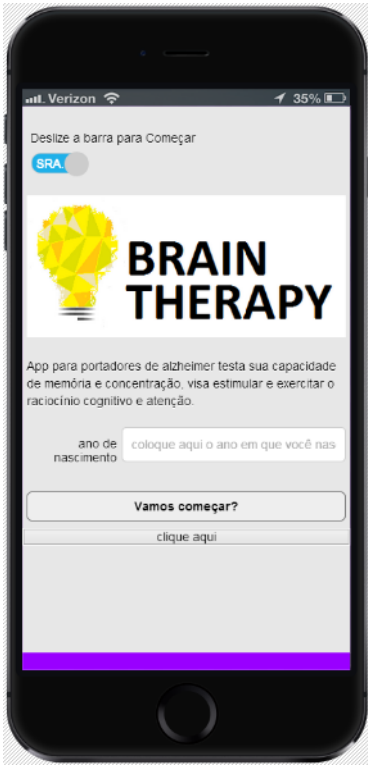 Verizon 35%
Deslize a barra para Começar
SRA.
BRAIN
THERAPY
App para portadores de alzheimer testa sua capacidade
de memória e concentração, visa estimular e exercitar o
raciocínio cognitivo e atenção.
ano de
nascimento
coloque aqui o ano em que você nas
Vamos começar?
clique aqui